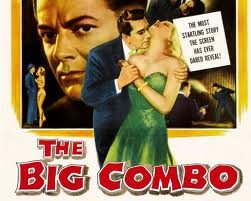 THE MOST
STARTLING STORY
THE SCREEN
HAS EVER
DARED REVEAL!
THE
BIG COMBO